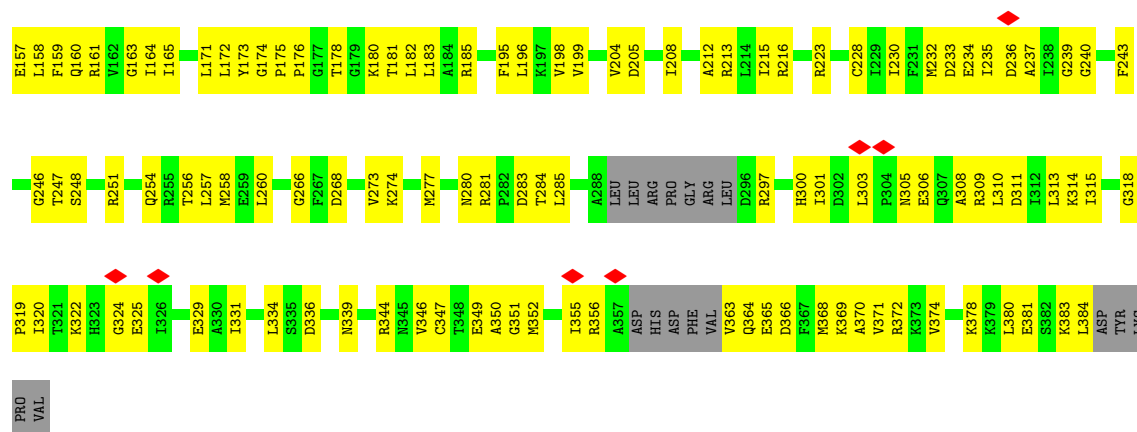 E157 L158 F159 Q160 R161 V162 G163 I164 I165 L171 L172 Y173 G174 P175 P176 G177 T178 G179 K180 T181 L182 L183 A184 R185 F195 L196 K197 V198 V199 V204 D205 I208 A212 R213 L214 I215 R216 R223 C228 I229 I230 F231 M232 D233 E234 I235 D236 A237 I238 G239 G240 F243
G246 T247 S248 R251 Q254 R255 T256 L257 M258 E259 L260 G266 F267 D268 V273 K274 M277 N280 R281 P282 D283 T284 L285 A288 LEU LEU ARG PRO GLY ARG LEU D296 R297 H300 I301 D302 L303 P304 N305 E306 Q307 A308 R309 L310 D311 I312 L313 K314 I315 G318
P319 I320 T321 K322 H323 G324 E325 I326 E329 A330 I331 L334 S335 D336 N339 R344 N345 V346 C347 T348 E349 A350 G351 M352 I355 R356 A357 ASP HIS ASP PHE VAL V363 Q364 E365 D366 F367 M368 K369 A370 V371 R372 K373 V374 K378 K379 L380 E381 S382 K383 L384 ASP TYR
PRO VAL